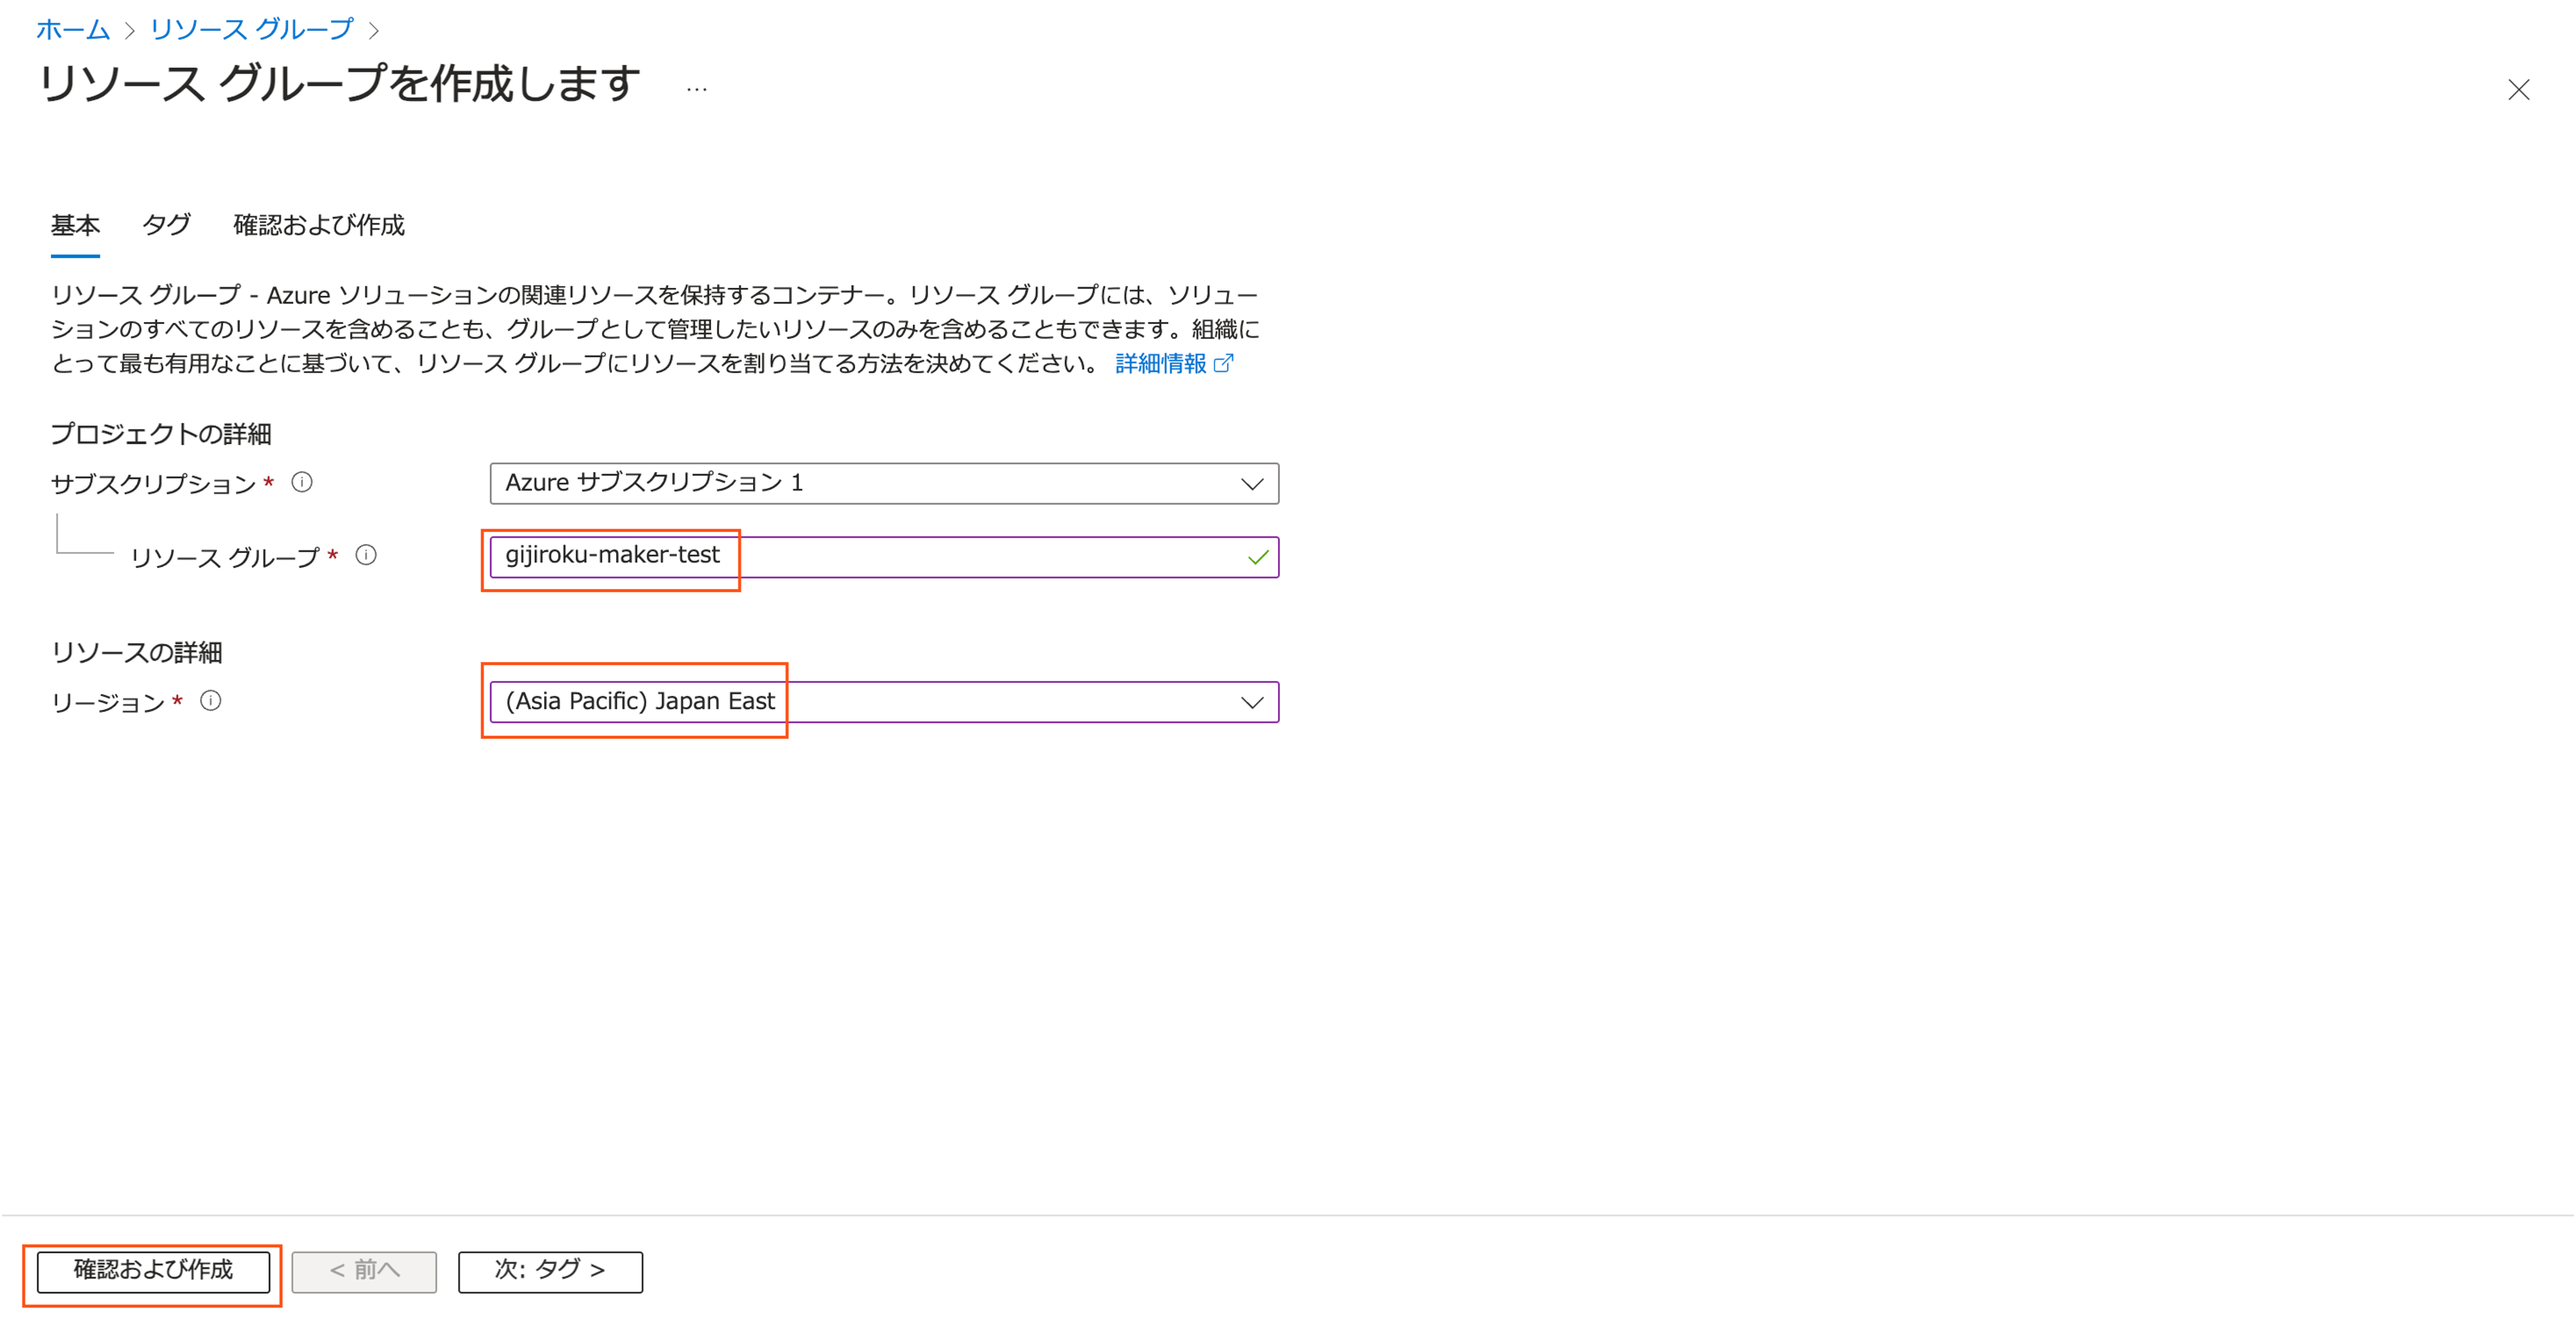 ホーム > リソース グループ >
リソース グループを作成します ...
基本 タグ 確認および作成
リソース グループ - Azure ソリューションの関連リソースを保持するコンテナー。リソース グループには、ソリュー
ションのすべてのリソースを含めることも、グループとして管理したいリソースのみを含めることもできます。組織に
とって最も有用なことに基づいて、リソース グループにリソースを割り当てる方法を決めてください。 詳細情報
プロジェクトの詳細
サブスクリプション * Azure サブスクリプション 1
リソース グループ * gijiroku-maker-test
リソースの詳細
リージョン * (Asia Pacific) Japan East
確認および作成 < 前へ 次: タグ >